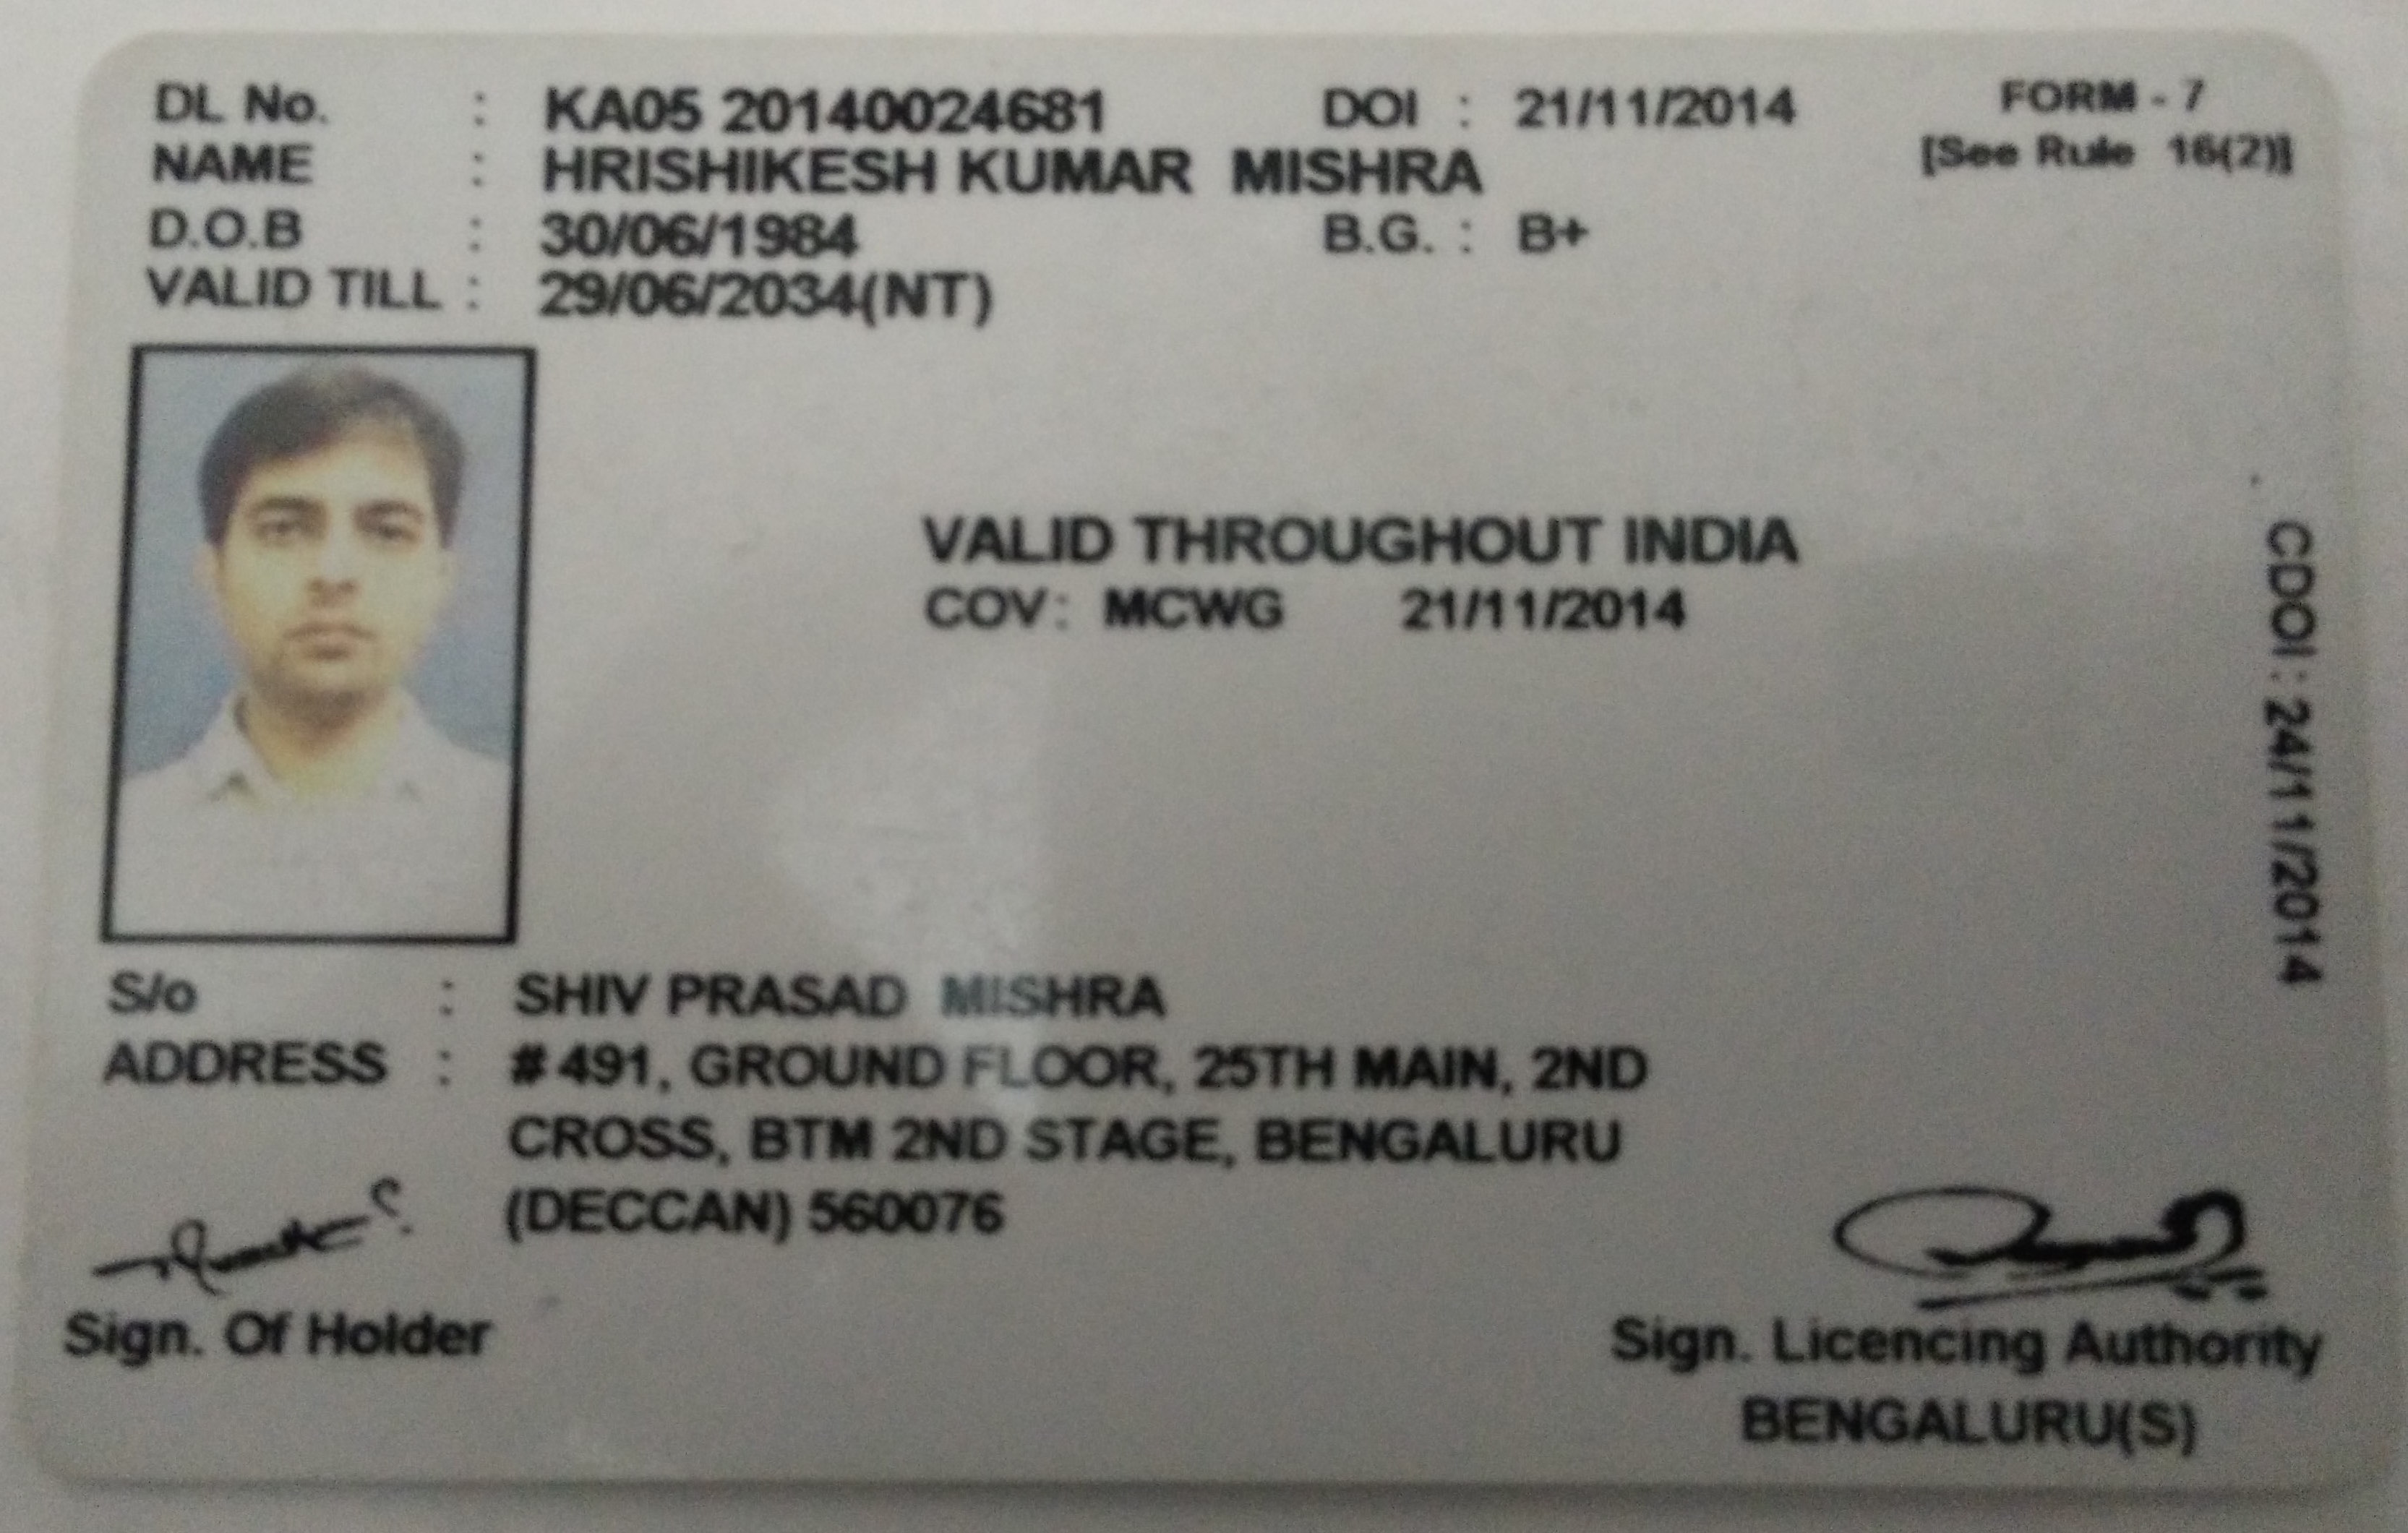 DL No. : KA05 20140024681 DOI : 21/11/2014 FORM - 7
NAME : HRISHIKESH KUMAR MISHRA [See Rule 16(2)]
D.O.B : 30/06/1984 B.G. : B+
VALID TILL : 29/06/2034(NT)
VALID THROUGHOUT INDIA
COV : MCWG 21/11/2014
CDOI : 24/11/2014
S/o : SHIV PRASAD MISHRA
ADDRESS : # 491, GROUND FLOOR, 25TH MAIN, 2ND
CROSS, BTM 2ND STAGE, BENGALURU
(DECCAN) 560076
Sign. Of Holder
Sign. Licencing Authority
BENGALURU(S)